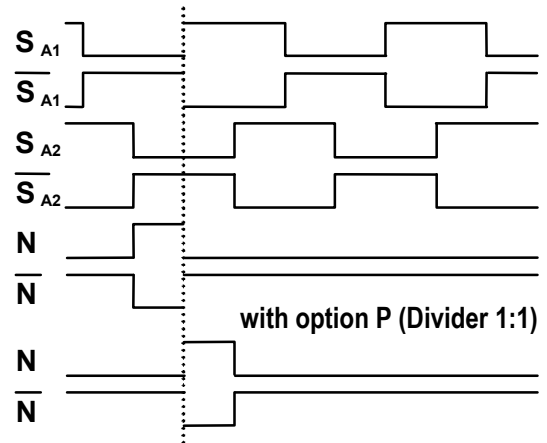 S A1
S̅ A1
S A2
S̅ A2
N
N̅
with option P (Divider 1:1)
N
N̅